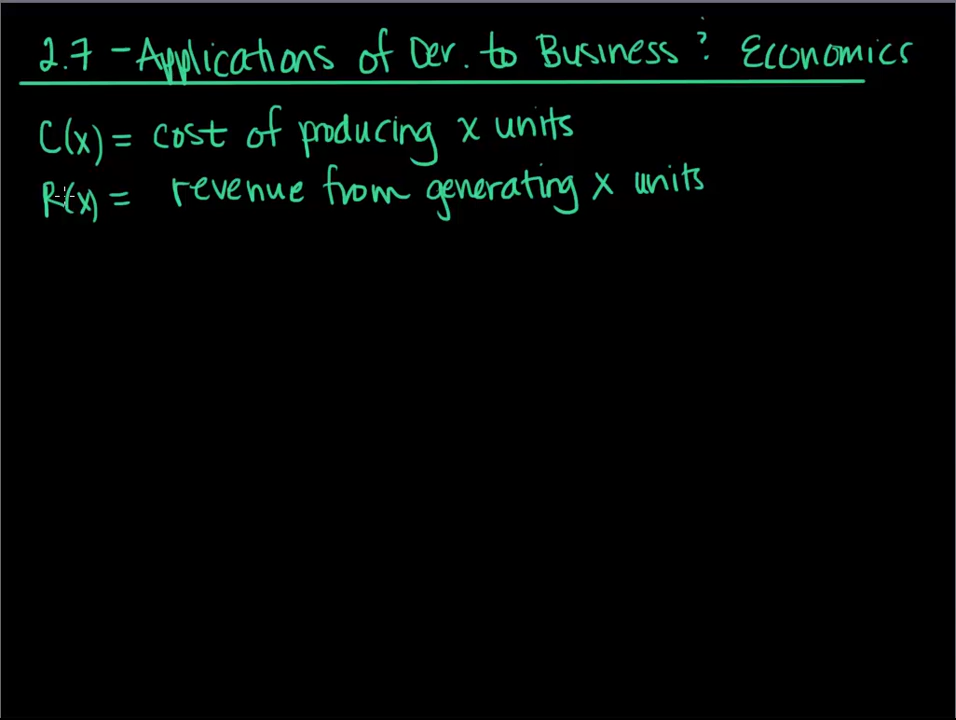 2.7 - Applications of Der. to Business & Economics
C(x) = cost of producing x units
R(x) = revenue from generating x units